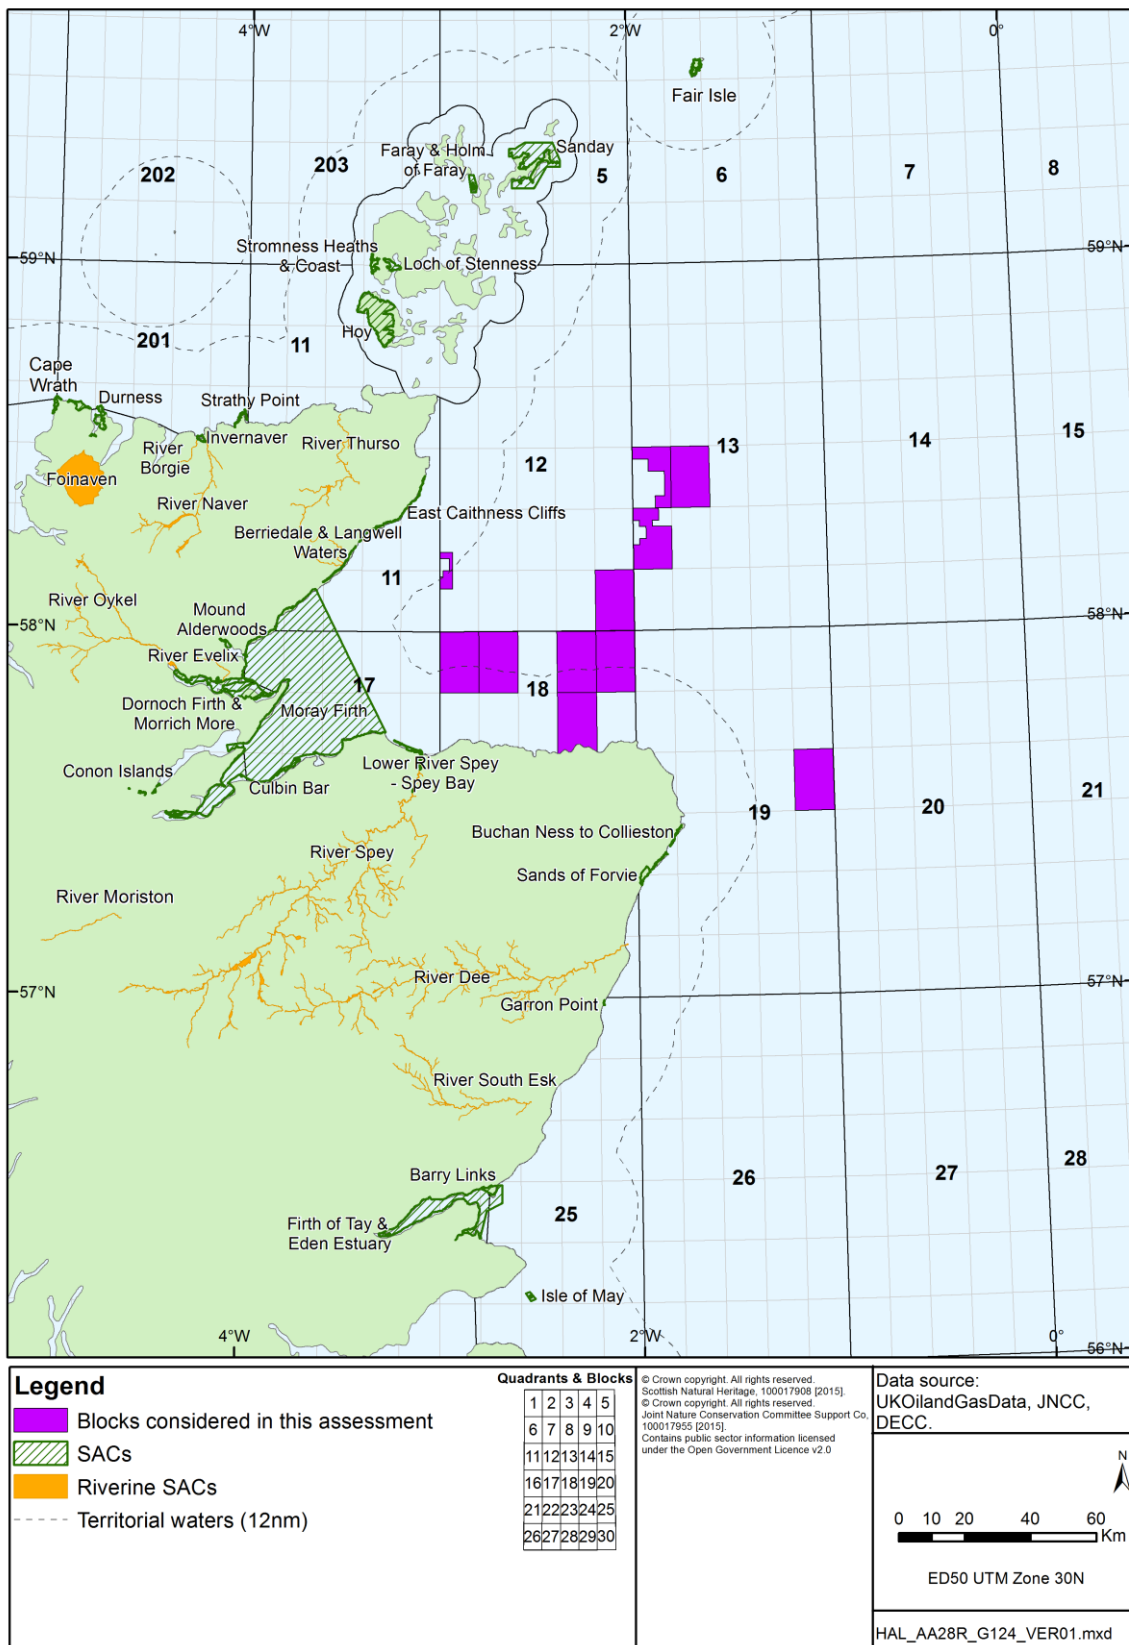 4°W
2°W
0°
Fair Isle
Faray & Holm
of Faray
Sanday
202
203
5
6
7
8
Stromness Heaths
& Coast
Loch of Stenness
59°N
59°N
Hoy
201
11
Cape
Wrath
Durness
Strathy Point
Invernaver
River Thurso
River
Borgie
12
13
14
15
Foinaven
River Naver
East Caithness Cliffs
Berriedale & Langwell
Waters
11
River Oykel
Mound
Alderwoods
58°N
58°N
River Evelix
17
18
Dornoch Firth &
Morrich More
Moray Firth
Conon Islands
Culbin Bar
Lower River Spey
- Spey Bay
19
20
21
Buchan Ness to Collieston
River Spey
Sands of Forvie
River Moriston
River Dee
57°N
57°N
Garron Point
River South Esk
Barry Links
26
27
28
Firth of Tay &
Eden Estuary
25
Isle of May
4°W
2°W
0°
56°N
Legend
Blocks considered in this assessment
SACs
Riverine SACs
Territorial waters (12nm)
Quadrants & Blocks
1 2 3 4 5
6 7 8 9 10
11 12 13 14 15
16 17 18 19 20
21 22 23 24 25
26 27 28 29 30
© Crown copyright. All rights reserved.
Scottish Natural Heritage, 100017908 [2015].
© Crown copyright. All rights reserved.
Joint Nature Conservation Committee Support Co,
100017955 [2015].
Contains public sector information licensed
under the Open Government Licence v2.0
Data source:
UKOilandGasData, JNCC,
DECC.
N
0 10 20 40 60
Km
ED50 UTM Zone 30N
HAL_AA28R_G124_VER01.mxd